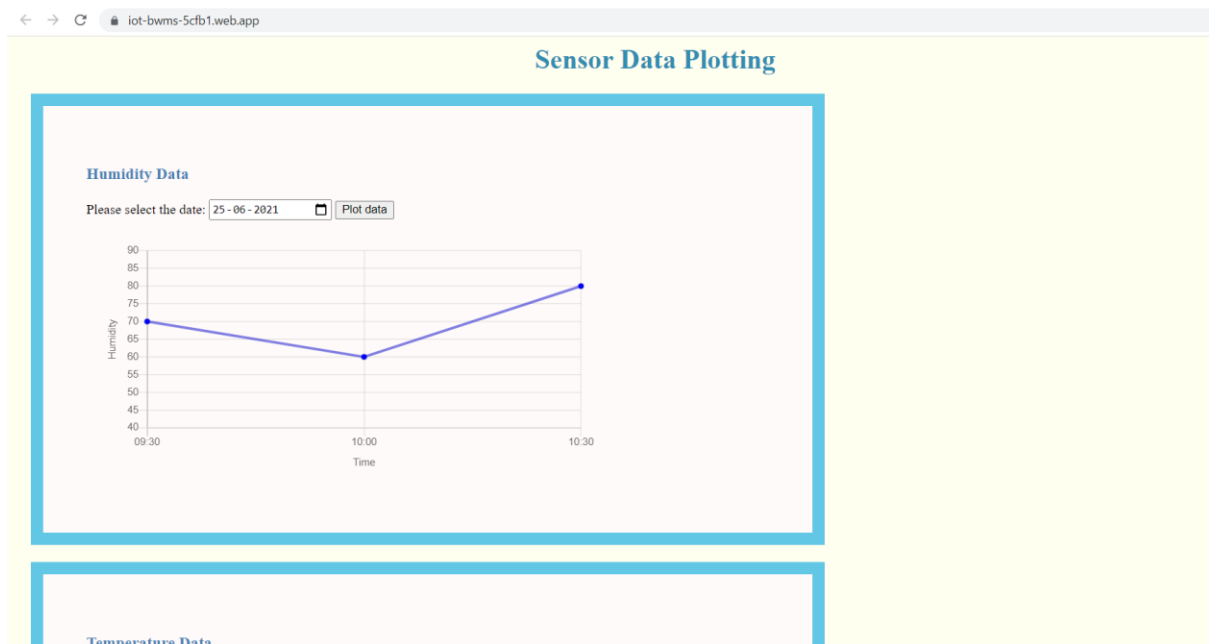 iot-bwms-5cfb1.web.app
Sensor Data Plotting
Humidity Data
Please select the date: 25-06-2021 Plot data
90
85
80
75
70
65
60
55
50
45
40
Humidity
09:30 10:00 10:30
Time
Temperature Data